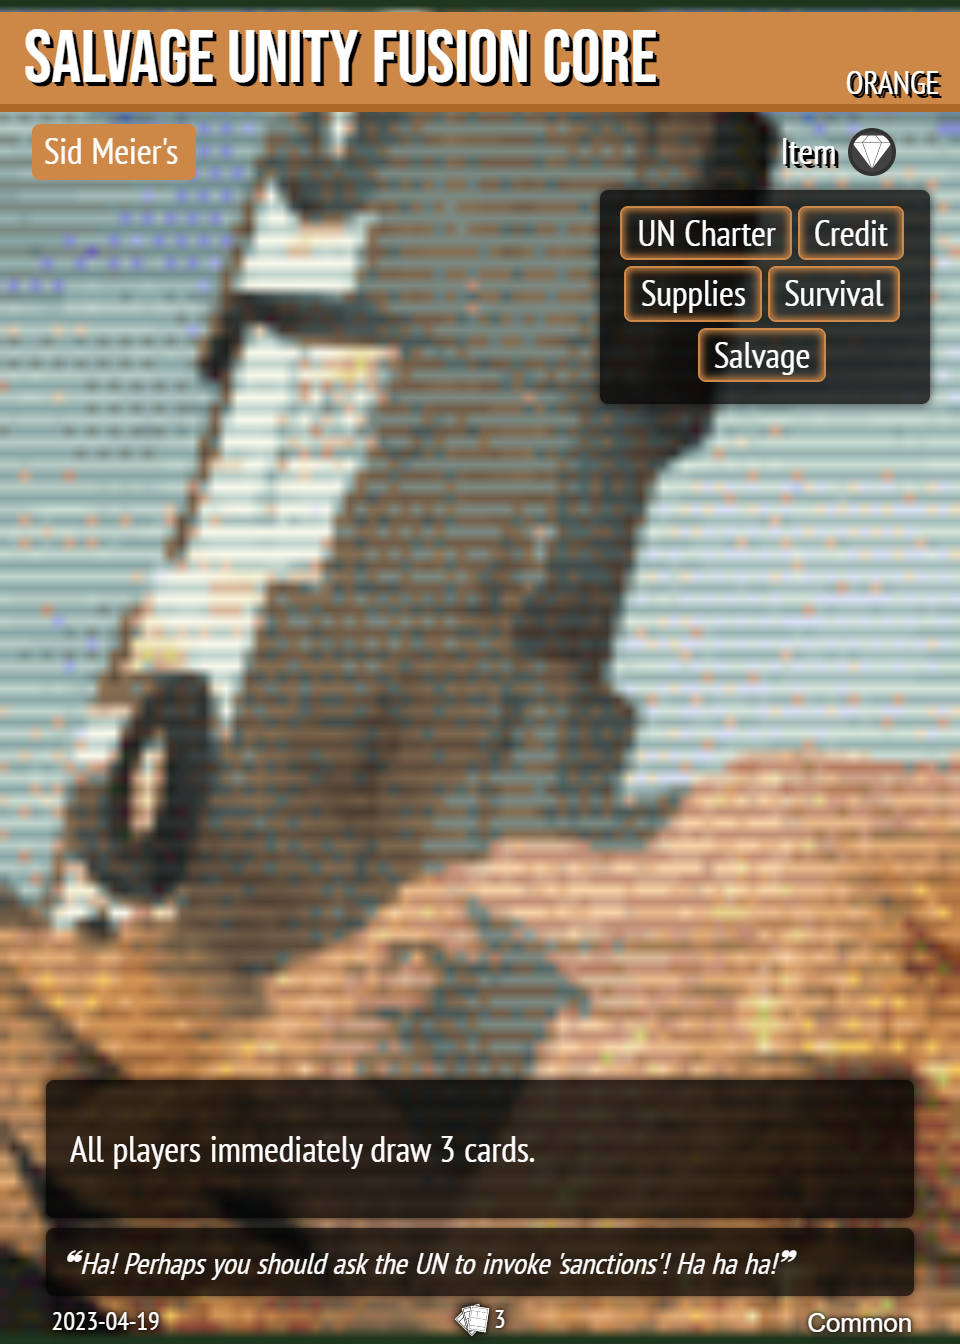 SALVAGE UNITY FUSION CORE
ORANGE
Sid Meier's
Item
UN Charter Credit
Supplies Survival
Salvage
All players immediately draw 3 cards.
❝Ha! Perhaps you should ask the UN to invoke 'sanctions'! Ha ha ha!❞
2023-04-19
3
Common